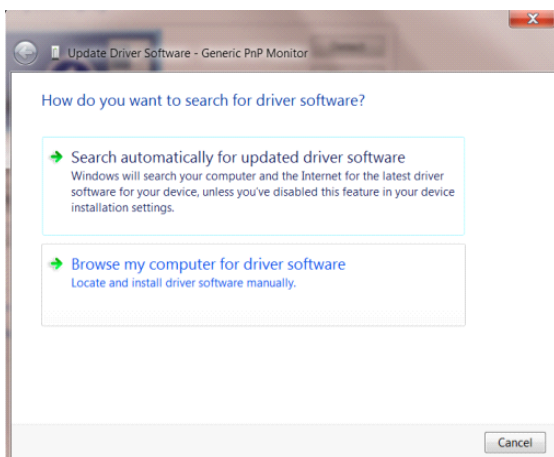 Update Driver Software - Generic PnP Monitor
How do you want to search for driver software?
Search automatically for updated driver software
Windows will search your computer and the Internet for the latest driver
software for your device, unless you've disabled this feature in your device
installation settings.
Browse my computer for driver software
Locate and install driver software manually.
Cancel